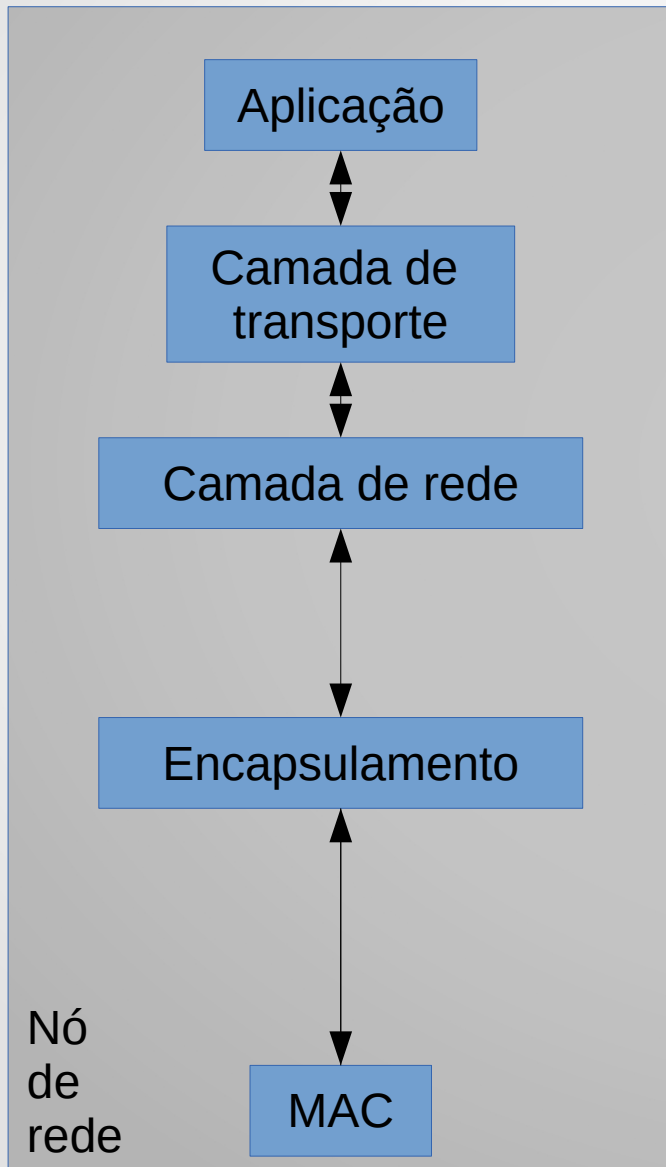 Aplicação
Camada de
transporte
Camada de rede
Encapsulamento
Nó
de
rede
MAC